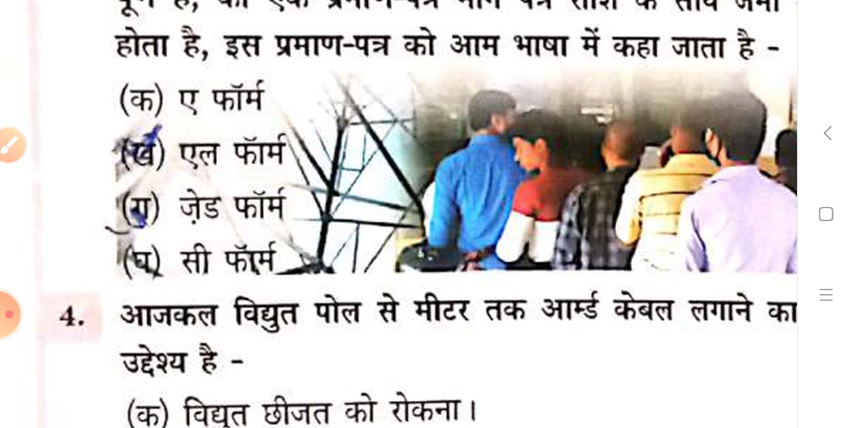 होता है, इस प्रमाण-पत्र को आम भाषा में कहा जाता है -
(क) ए फॉर्म
(ख) एल फॉर्म
(ग) ज़ेड फॉर्म
(घ) सी फॉर्म
4. आजकल विद्युत पोल से मीटर तक आर्म्ड केबल लगाने का
उद्देश्य है -
(क) विद्युत छीजत को रोकना।